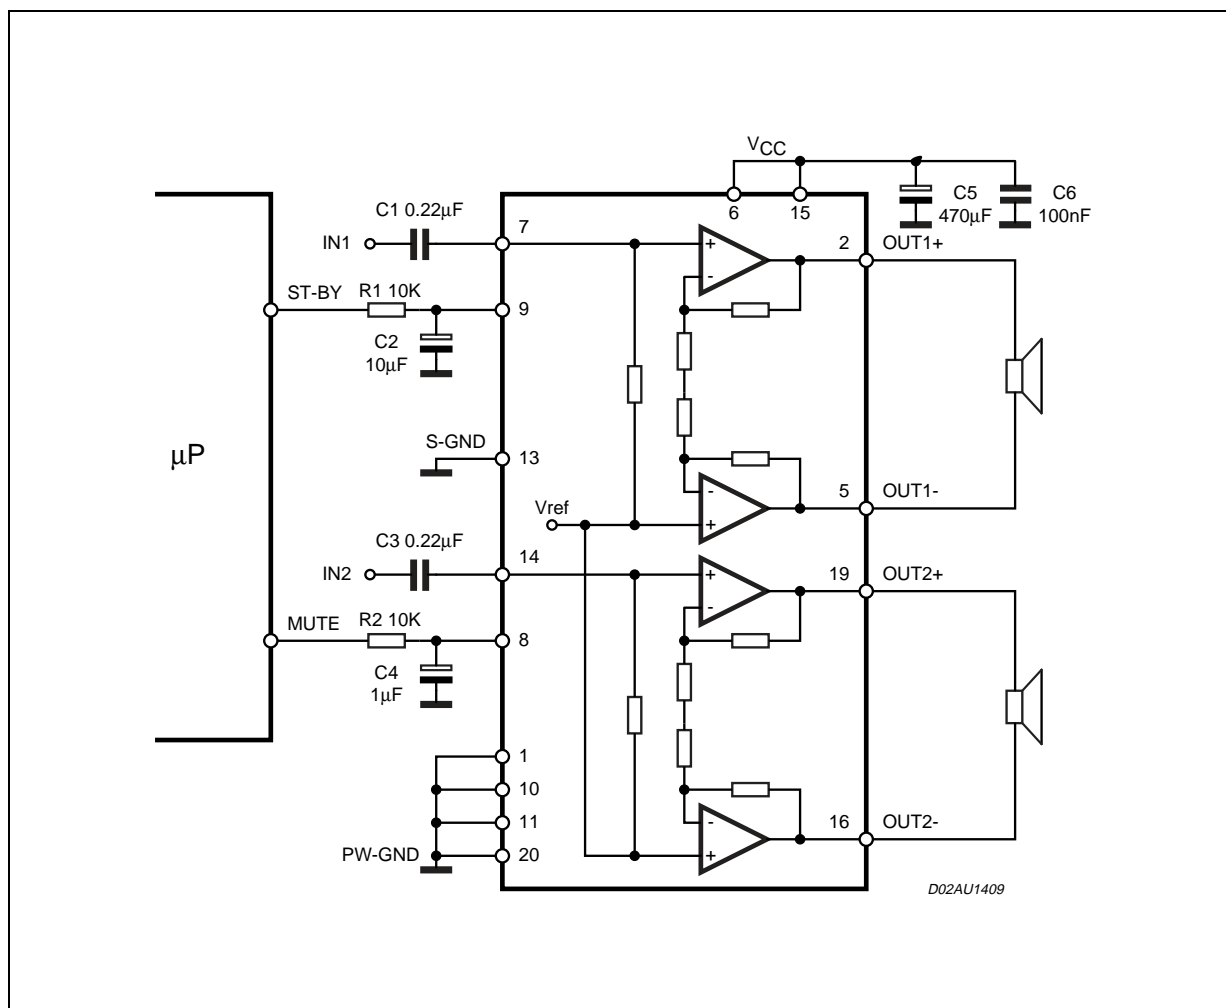 VCC
6
15
C5
470µF
C6
100nF
C1 0.22µF
IN1
7
+
-
2
OUT1+
ST-BY
R1 10K
9
C2
10µF
µP
S-GND
13
-
+
5
OUT1-
Vref
C3 0.22µF
IN2
14
+
-
19
OUT2+
MUTE
R2 10K
8
C4
1µF
1
10
11
PW-GND
20
-
+
16
OUT2-
D02AU1409